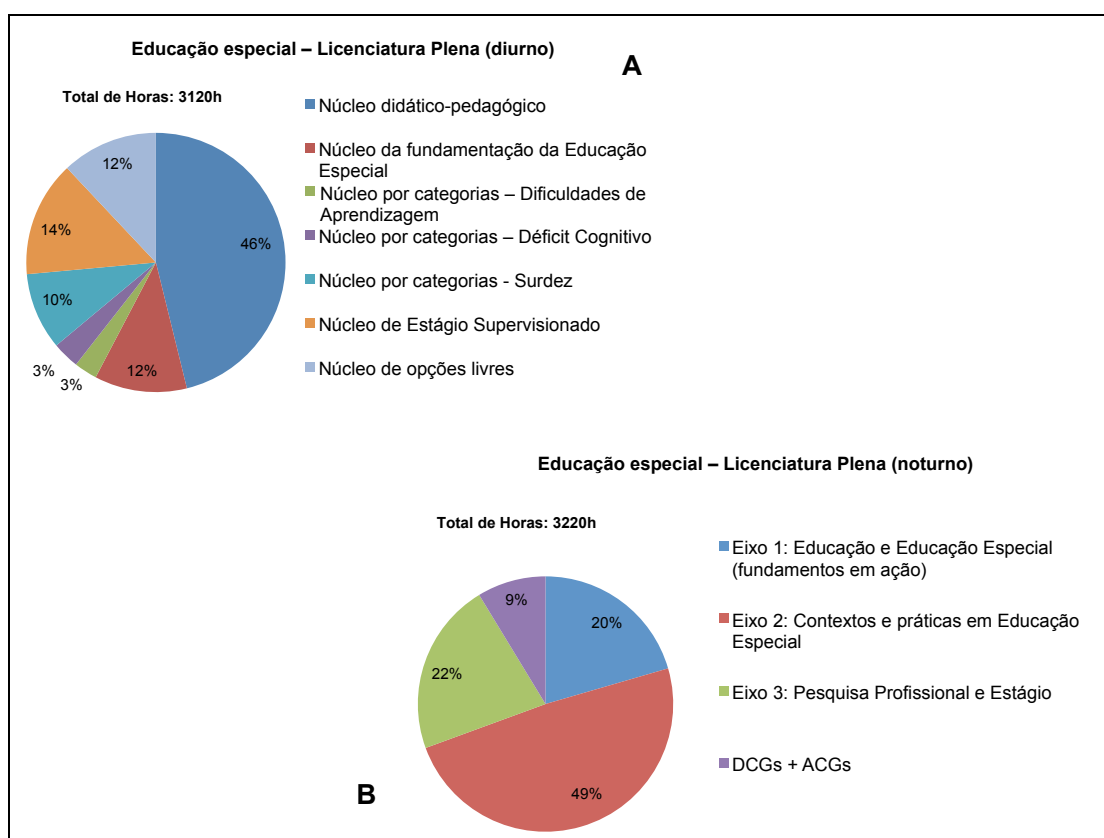 Educação especial – Licenciatura Plena (diurno)
A
Total de Horas: 3120h
Núcleo didático-pedagógico
Núcleo da fundamentação da Educação
Especial
Núcleo por categorias – Dificuldades de
Aprendizagem
Núcleo por categorias – Déficit Cognitivo
Núcleo por categorias - Surdez
Núcleo de Estágio Supervisionado
Núcleo de opções livres
12%
14%
46%
10%
3%
3%
12%
Educação especial – Licenciatura Plena (noturno)
Total de Horas: 3220h
Eixo 1: Educação e Educação Especial
(fundamentos em ação)
Eixo 2: Contextos e práticas em Educação
Especial
Eixo 3: Pesquisa Profissional e Estágio
DCGs + ACGs
9%
20%
22%
49%
B